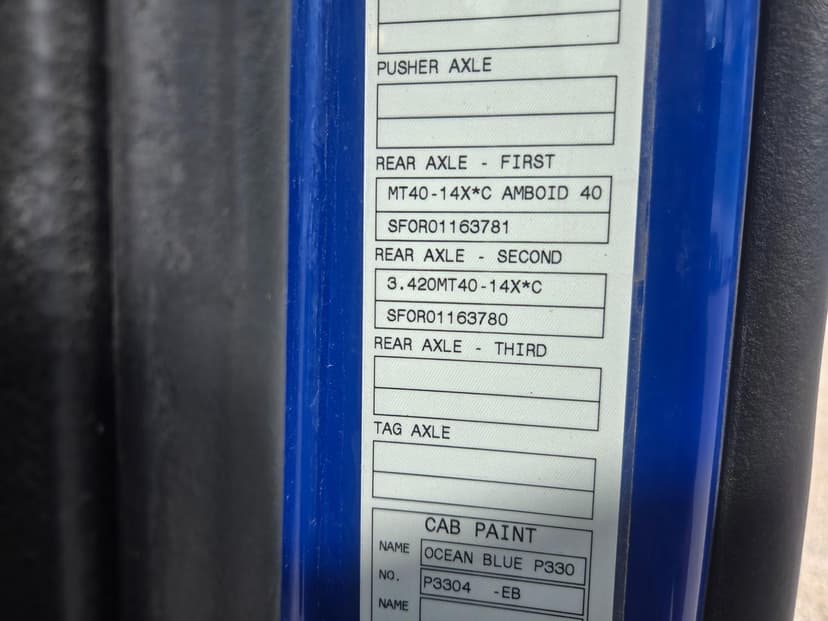 PUSHER AXLE
REAR AXLE - FIRST
MT40-14X*C AMBOID 40
SF0R01163781
REAR AXLE - SECOND
3.420MT40-14X*C
SF0R01163780
REAR AXLE - THIRD
TAG AXLE
CAB PAINT
NAME OCEAN BLUE P330
NO. P3304 -EB
NAME